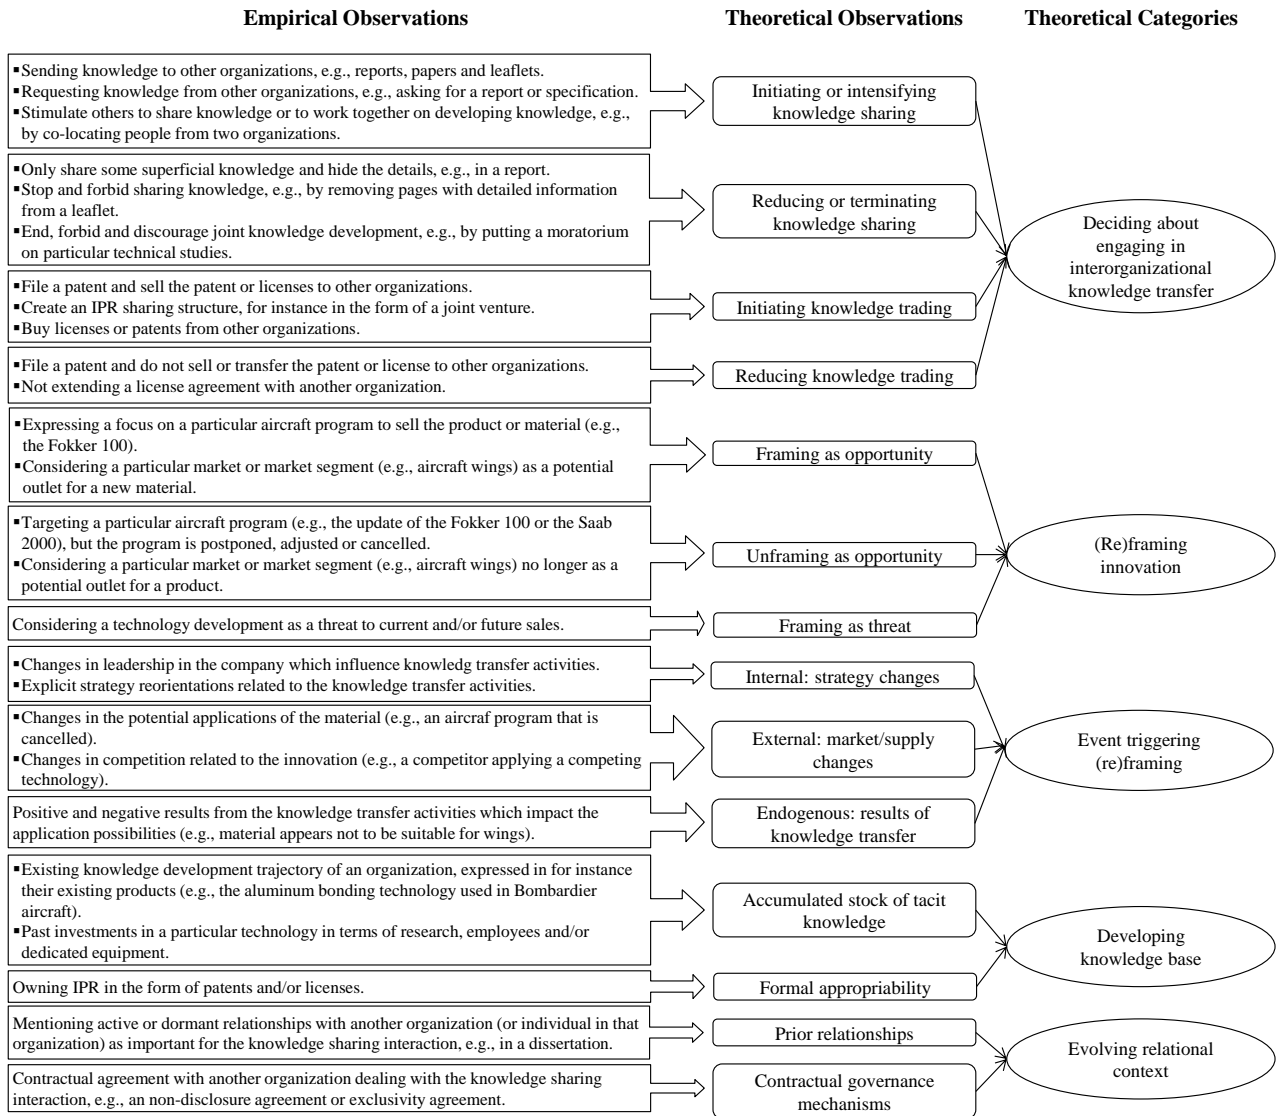 Empirical Observations
Theoretical Observations
Theoretical Categories
▪Sending knowledge to other organizations, e.g., reports, papers and leaflets.
▪Requesting knowledge from other organizations, e.g., asking for a report or specification.
▪Stimulate others to share knowledge or to work together on developing knowledge, e.g.,
by co-locating people from two organizations.
Initiating or intensifying
knowledge sharing
▪Only share some superficial knowledge and hide the details, e.g., in a report.
▪Stop and forbid sharing knowledge, e.g., by removing pages with detailed information
from a leaflet.
▪End, forbid and discourage joint knowledge development, e.g., by putting a moratorium
on particular technical studies.
Reducing or terminating
knowledge sharing
▪File a patent and sell the patent or licenses to other organizations.
▪Create an IPR sharing structure, for instance in the form of a joint venture.
▪Buy licenses or patents from other organizations.
Initiating knowledge trading
▪File a patent and do not sell or transfer the patent or license to other organizations.
▪Not extending a license agreement with another organization.
Reducing knowledge trading
Deciding about
engaging in
interorganizational
knowledge transfer
▪Expressing a focus on a particular aircraft program to sell the product or material (e.g.,
the Fokker 100).
▪Considering a particular market or market segment (e.g., aircraft wings) as a potential
outlet for a new material.
Framing as opportunity
▪Targeting a particular aircraft program (e.g., the update of the Fokker 100 or the Saab
2000), but the program is postponed, adjusted or cancelled.
▪Considering a particular market or market segment (e.g., aircraft wings) no longer as a
potential outlet for a product.
Unframing as opportunity
Considering a technology development as a threat to current and/or future sales.
Framing as threat
(Re)framing
innovation
▪Changes in leadership in the company which influence knowledg transfer activities.
▪Explicit strategy reorientations related to the knowledge transfer activities.
Internal: strategy changes
▪Changes in the potential applications of the material (e.g., an aircraf program that is
cancelled).
▪Changes in competition related to the innovation (e.g., a competitor applying a competing
technology).
External: market/supply
changes
Positive and negative results from the knowledge transfer activities which impact the
application possibilities (e.g., material appears not to be suitable for wings).
Endogenous: results of
knowledge transfer
Event triggering
(re)framing
▪Existing knowledge development trajectory of an organization, expressed in for instance
their existing products (e.g., the aluminum bonding technology used in Bombardier
aircraft).
▪Past investments in a particular technology in terms of research, employees and/or
dedicated equipment.
Accumulated stock of tacit
knowledge
Owning IPR in the form of patents and/or licenses.
Formal appropriability
Developing
knowledge base
Mentioning active or dormant relationships with another organization (or individual in that
organization) as important for the knowledge sharing interaction, e.g., in a dissertation.
Prior relationships
Contractual agreement with another organization dealing with the knowledge sharing
interaction, e.g., an non-disclosure agreement or exclusivity agreement.
Contractual governance
mechanisms
Evolving relational
context